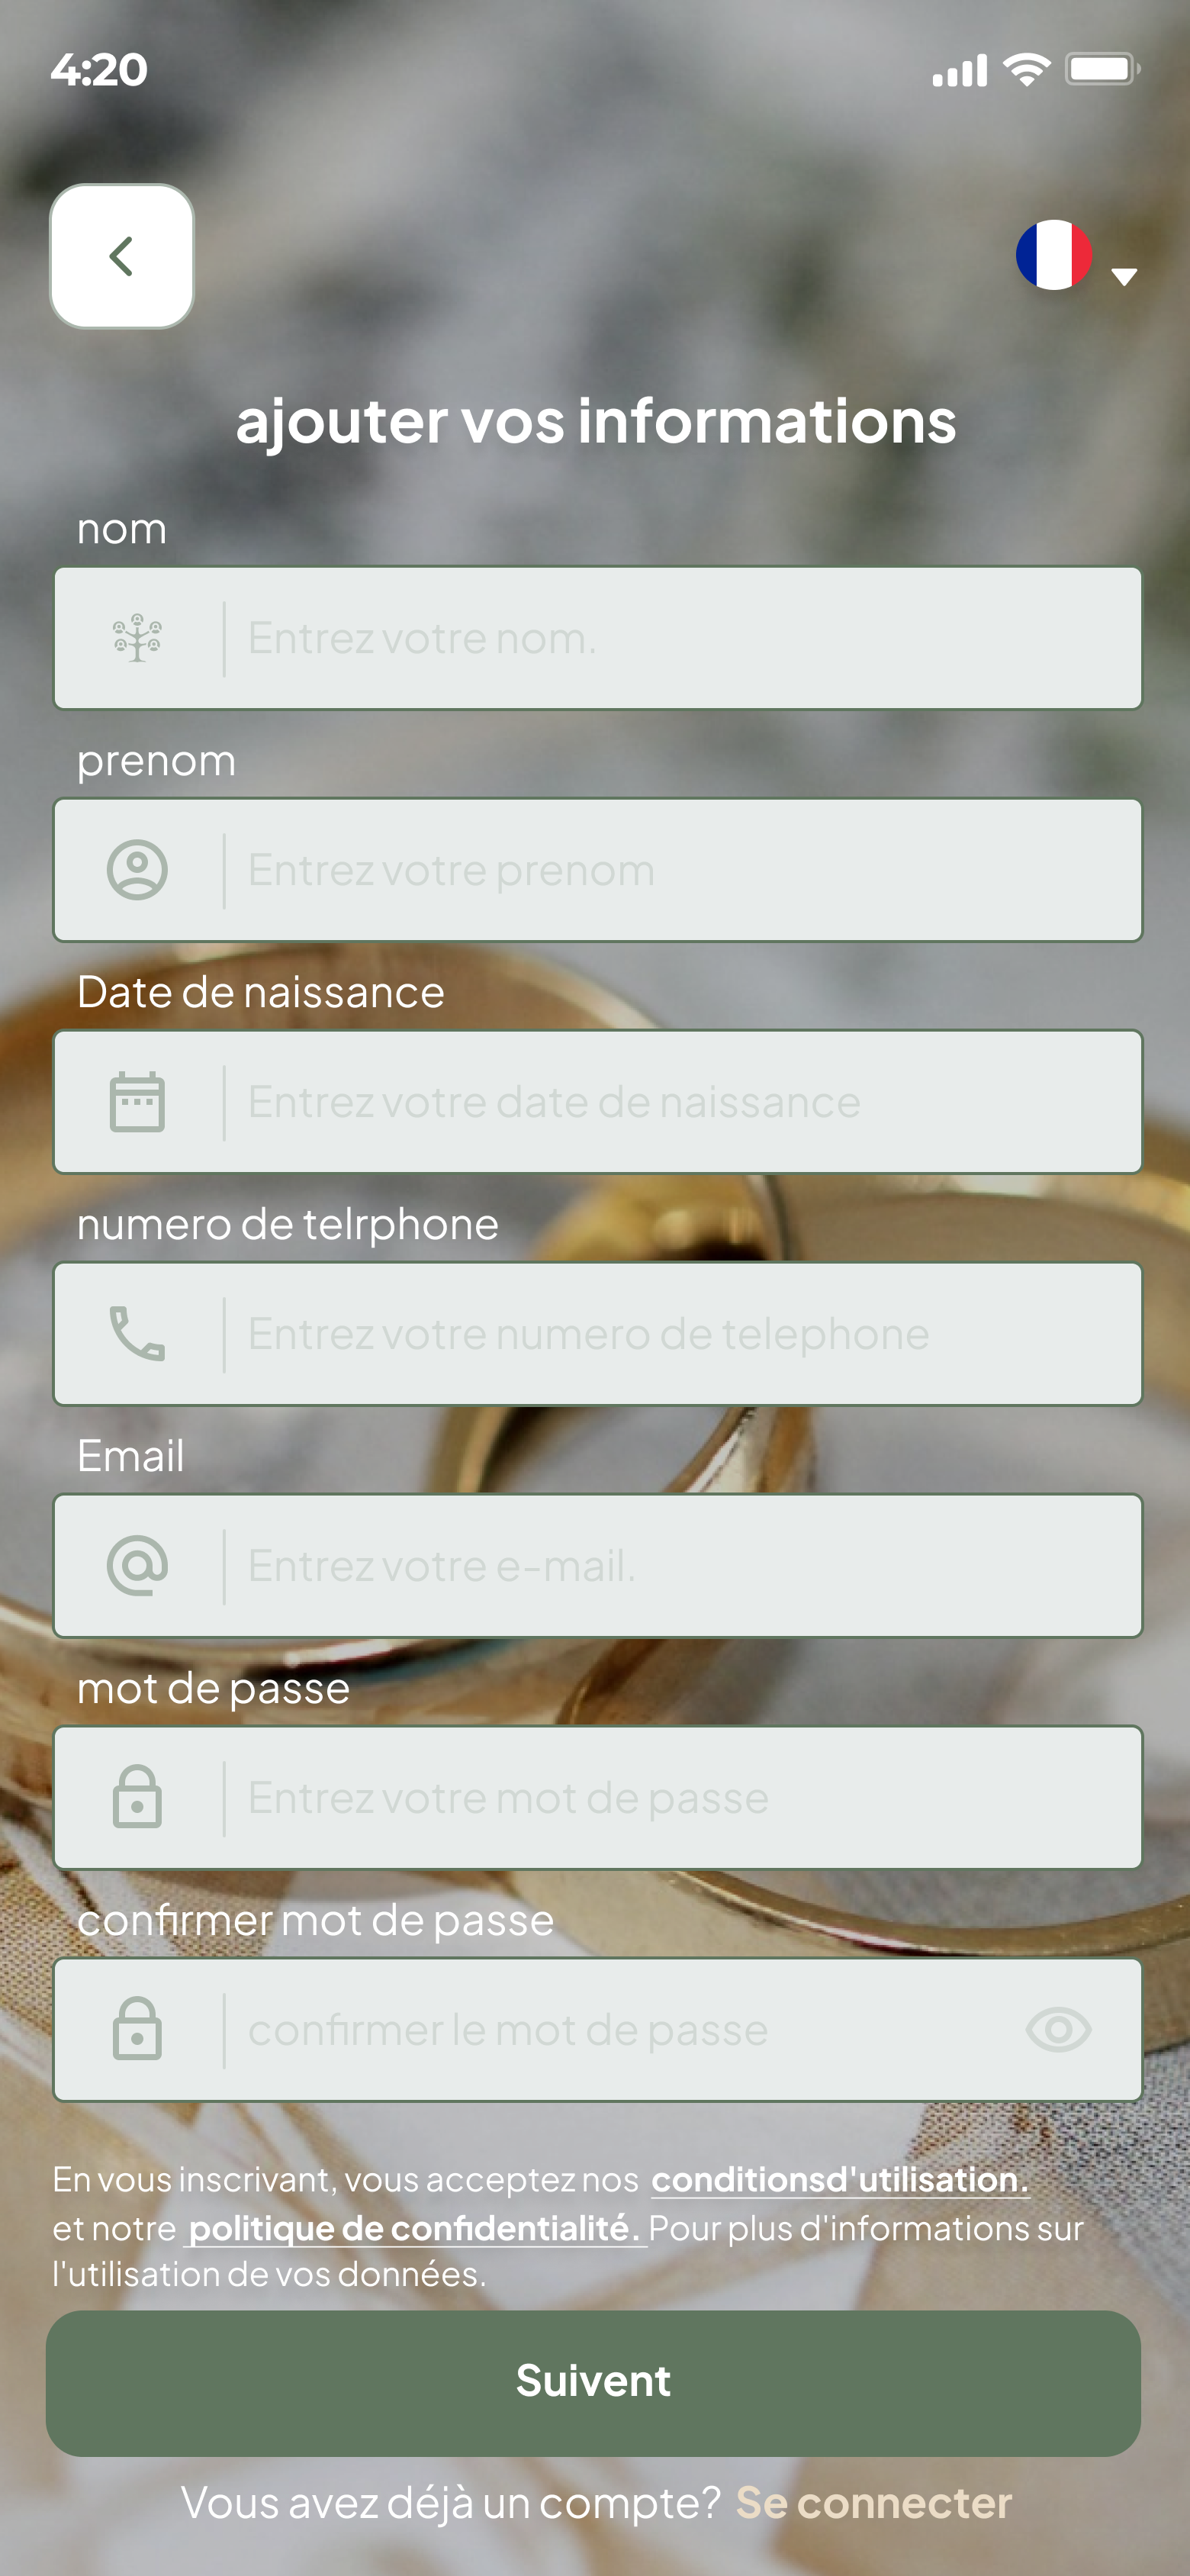 4:20
ajouter vos informations
nom
Entrez votre nom.
prenom
Entrez votre prenom
Date de naissance
Entrez votre date de naissance
numero de telrphone
Entrez votre numero de telephone
Email
Entrez votre e-mail.
mot de passe
Entrez votre mot de passe
confirmer mot de passe
confirmer le mot de passe
En vous inscrivant, vous acceptez nos conditionsd'utilisation.
et notre politique de confidentialité. Pour plus d'informations sur
l'utilisation de vos données.
Suivent
Vous avez déjà un compte? Se connecter